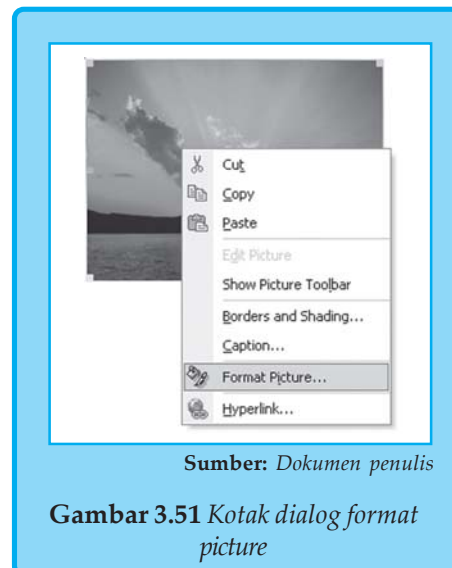 Cut
Copy
Paste
Edit Picture
Show Picture Toolbar
Borders and Shading...
Caption...
Format Picture...
Hyperlink...
Sumber: Dokumen penulis
Gambar 3.51 Kotak dialog format
picture